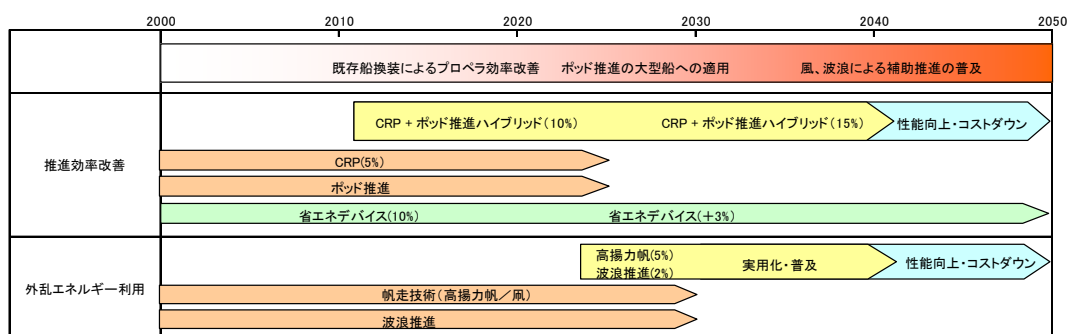 2000 2010 2020 2030 2040 2050
既存船換装によるプロペラ効率改善 ポッド推進の大型船への適用 風、波浪による補助推進の普及
推進効率改善
CRP + ポッド推進ハイブリッド(10%) CRP + ポッド推進ハイブリッド(15%) 性能向上・コストダウン
CRP(5%)
ポッド推進
省エネデバイス(10%) 省エネデバイス(+3%)
外乱エネルギー利用
高揚力帆(5%)
波浪推進(2%)
実用化・普及 性能向上・コストダウン
帆走技術(高揚力帆/凧)
波浪推進